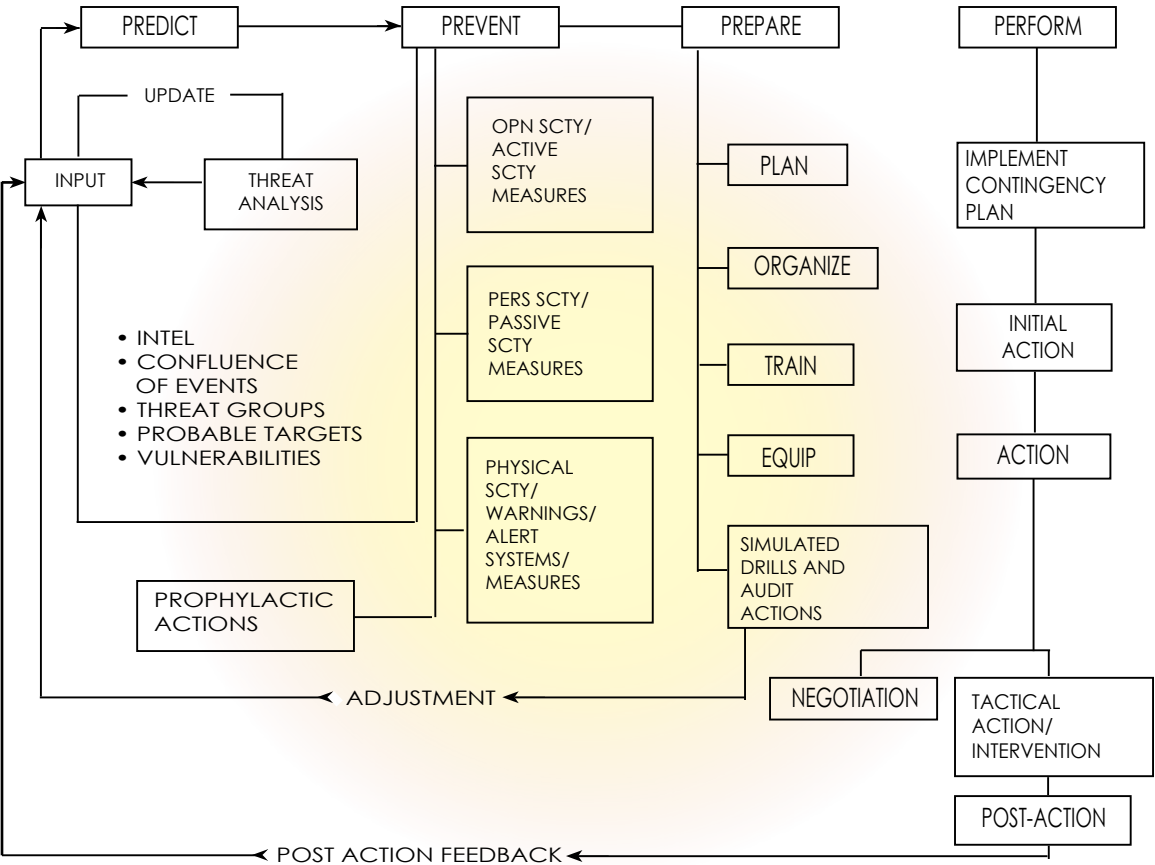 PREDICT
PREVENT
PREPARE
PERFORM
UPDATE
INPUT
THREAT
ANALYSIS
• INTEL
• CONFLUENCE
OF EVENTS
• THREAT GROUPS
• PROBABLE TARGETS
• VULNERABILITIES
PROPHYLACTIC
ACTIONS
OPN SCTY/
ACTIVE
SCTY
MEASURES
PERS SCTY/
PASSIVE
SCTY
MEASURES
PHYSICAL
SCTY/
WARNINGS/
ALERT
SYSTEMS/
MEASURES
PLAN
ORGANIZE
TRAIN
EQUIP
SIMULATED
DRILLS AND
AUDIT
ACTIONS
IMPLEMENT
CONTINGENCY
PLAN
INITIAL
ACTION
ACTION
NEGOTIATION
TACTICAL
ACTION/
INTERVENTION
POST-ACTION
ADJUSTMENT
POST ACTION FEEDBACK